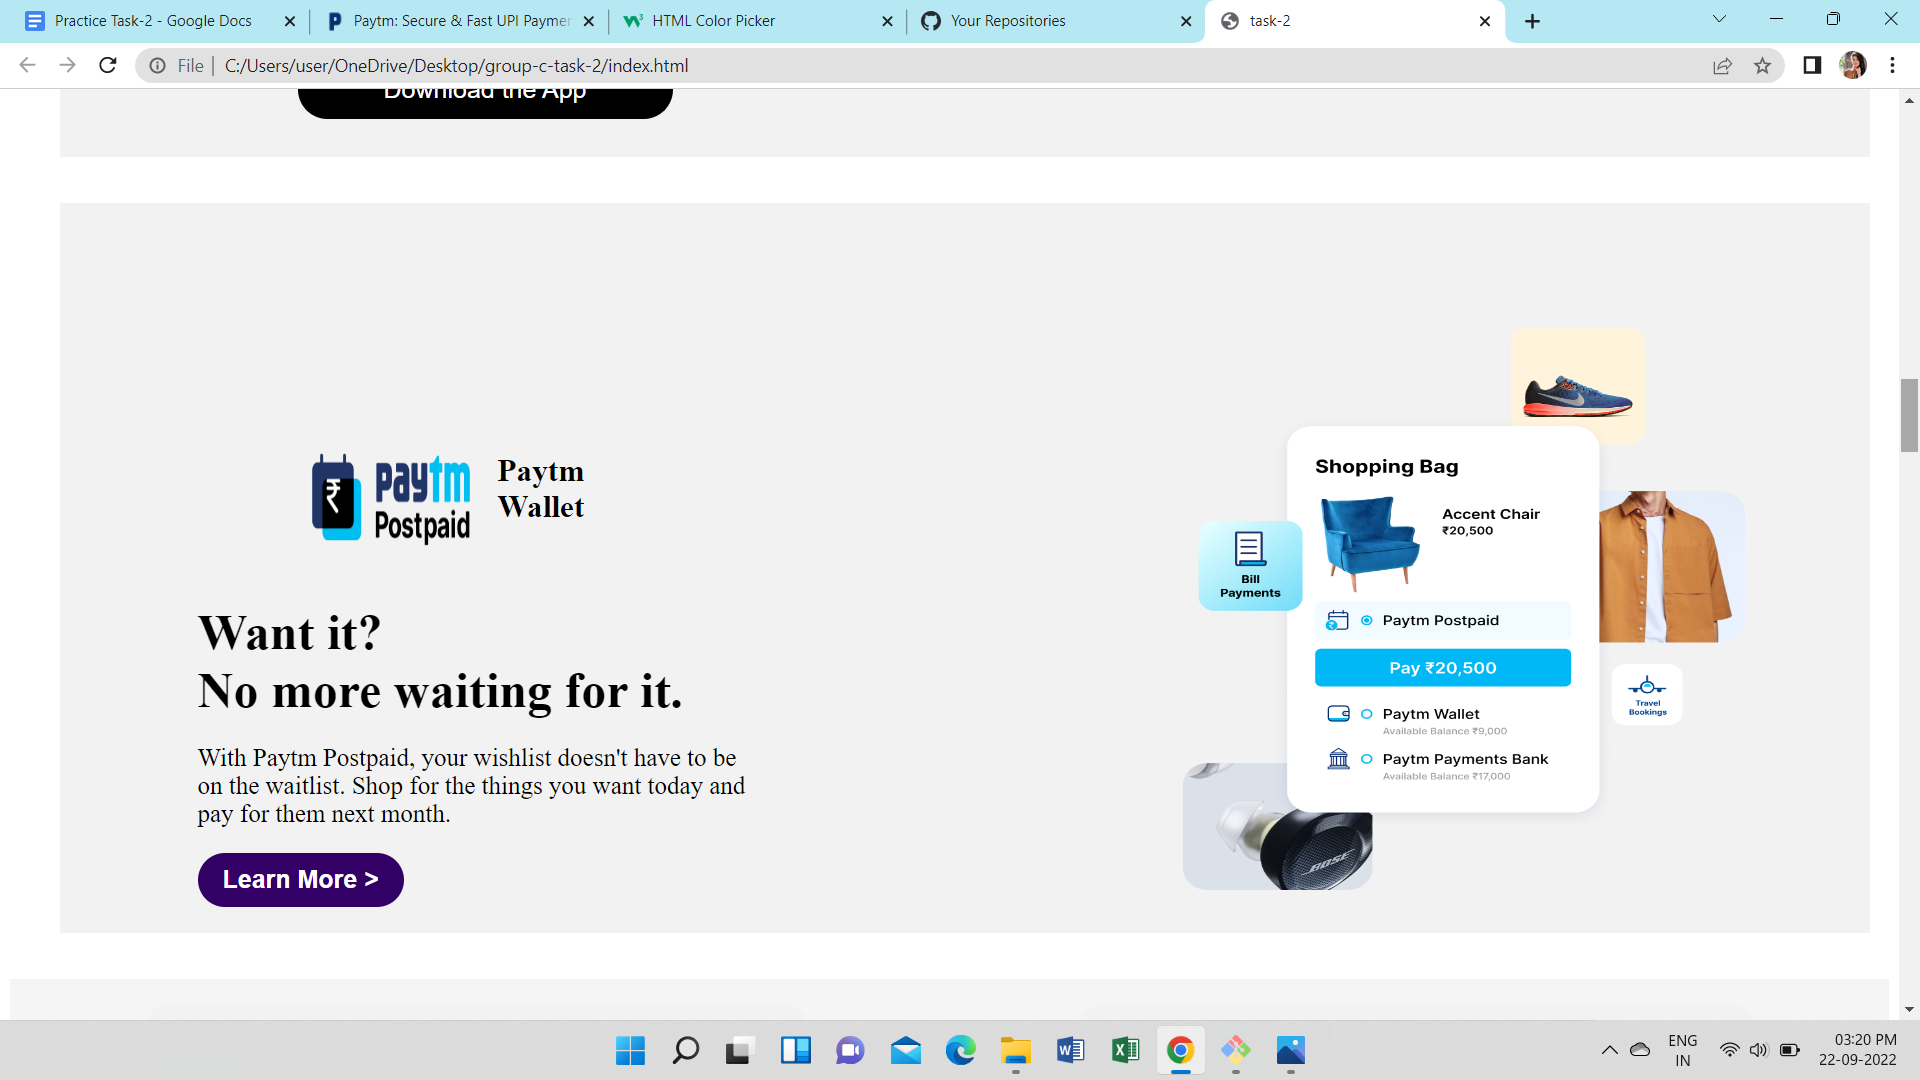 Practice Task-2 - Google Docs
Paytm: Secure & Fast UPI Paymen
HTML Color Picker
Your Repositories
task-2
File
C:/Users/user/OneDrive/Desktop/group-c-task-2/index.html
Download the App
paytm
Postpaid
Paytm
Wallet
Want it?
No more waiting for it.
With Paytm Postpaid, your wishlist doesn't have to be
on the waitlist. Shop for the things you want today and
pay for them next month.
Learn More >
Shopping Bag
Accent Chair
₹20,500
Bill
Payments
Paytm Postpaid
Pay ₹20,500
Paytm Wallet
Available Balance ₹9,000
Paytm Payments Bank
Available Balance ₹17,000
Travel
Bookings
BOSE
ENG
IN
03:20 PM
22-09-2022